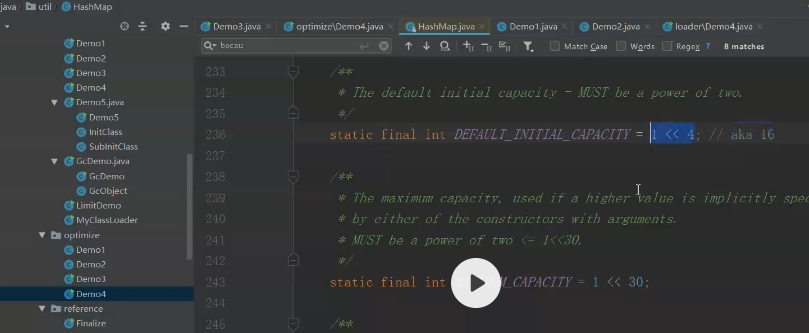 java util HashMap
Demo3.java optimize\Demo4.java HashMap.java Demo1.java Demo2.java loader\Demo4.java
becau Match Case Words Regex ? 8 matches
Demo1
Demo2
Demo3
Demo4
Demo5.java
Demo5
InitClass
SubInitClass
GcDemo.java
GcDemo
GcObject
LimitDemo
MyClassLoader
optimize
Demo1
Demo2
Demo3
Demo4
reference
Finalize
233 /**
234 * The default initial capacity - MUST be a power of two.
235 */
236 static final int DEFAULT_INITIAL_CAPACITY = 1 << 4; // aka 16
237
238 /**
239 * The maximum capacity, used if a higher value is implicitly spec
240 * by either of the constructors with arguments.
241 * MUST be a power of two <= 1<<30.
242 */
243 static final int M_CAPACITY = 1 << 30;
244
245 /**